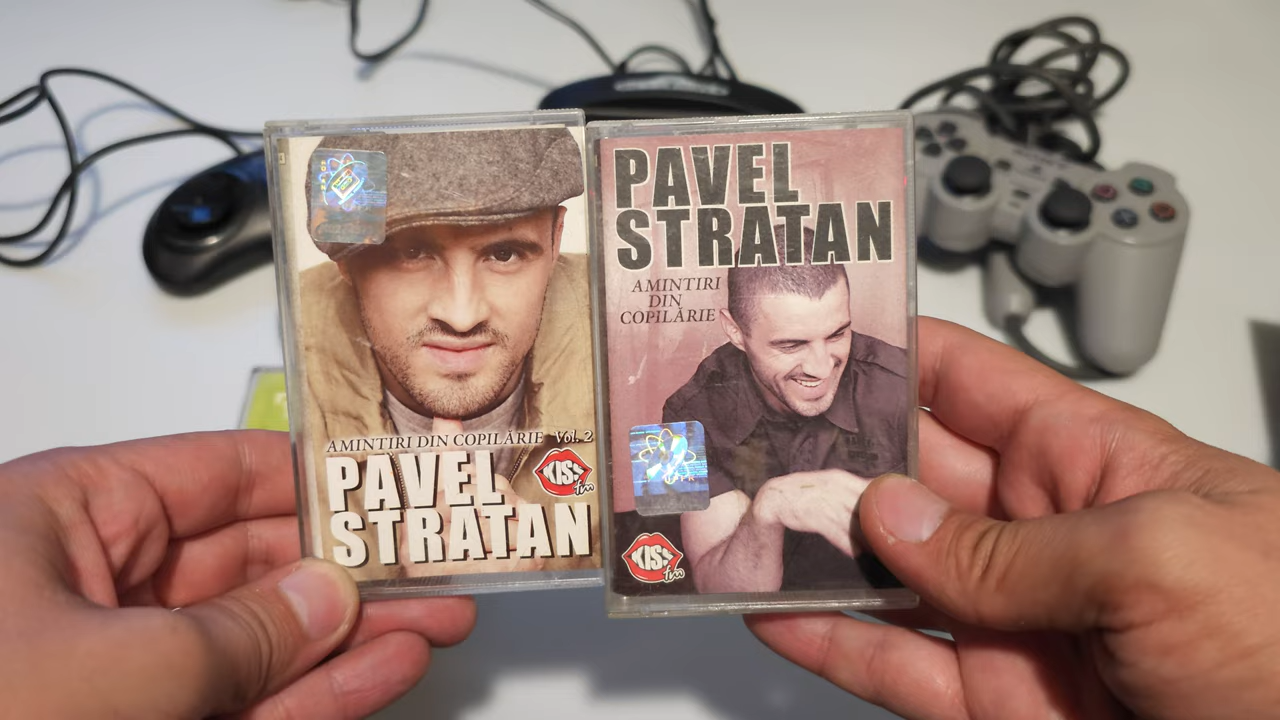 AMINTIRI DIN COPILĂRIE Vol. 2
PAVEL
STRATAN
KISS
fm
PAVEL
STRATAN
AMINTIRI
DIN
COPILĂRIE
KISS
fm